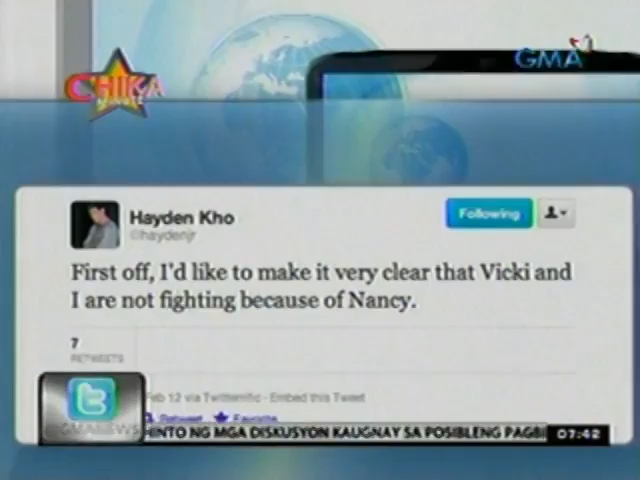 GMA
CHIKA
MINUTE
Hayden Kho
@haydenjr
Following
First off, I'd like to make it very clear that Vicki and
I are not fighting because of Nancy.
7
RETWEETS
Feb 12 via Twitterrific · Embed this Tweet
Retweet Favorite
GMANEWS
HINTO NG MGA DISKUSYON KAUGNAY SA POSIBLENG PAGBI
07:42